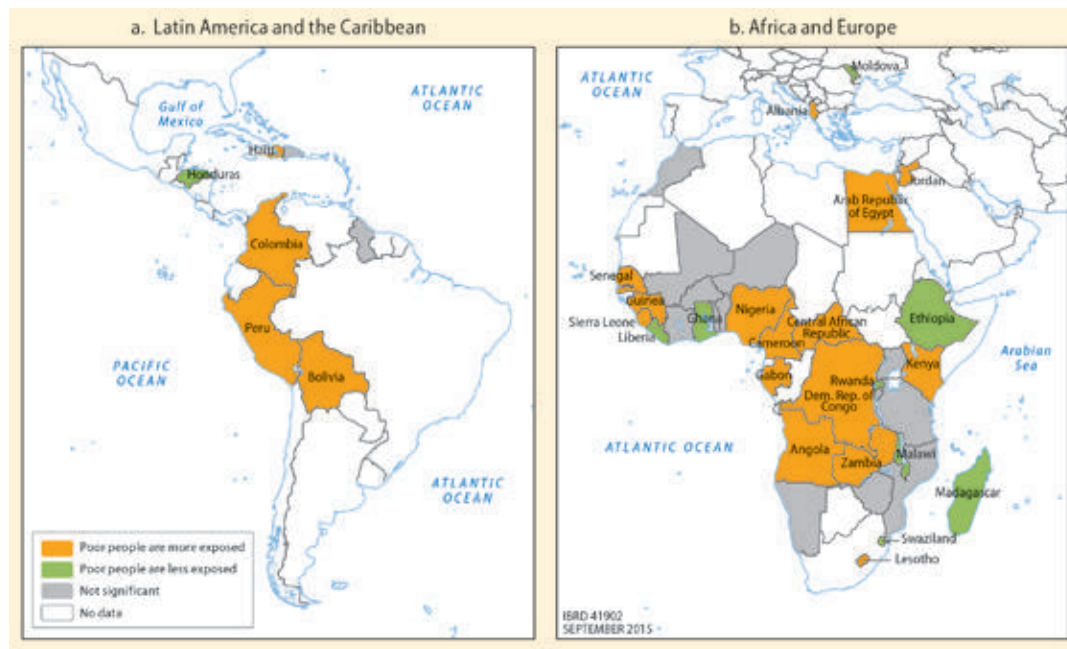 a. Latin America and the Caribbean
ATLANTIC
OCEAN
Gulf of
Mexico
Haiti
Honduras
Colombia
Peru
Bolivia
PACIFIC
OCEAN
ATLANTIC
OCEAN
Poor people are more exposed
Poor people are less exposed
Not significant
No data
b. Africa and Europe
ATLANTIC
OCEAN
Moldova
Albania
Jordan
Arab Republic
of Egypt
Senegal
Guinea
Sierra Leone
Liberia
Ghana
Nigeria
Central African
Republic
Cameroon
Ethiopia
Gabon
Kenya
Rwanda
Dem. Rep. of
Congo
Arabian
Sea
ATLANTIC OCEAN
Angola
Zambia
Malawi
Madagascar
Swaziland
Lesotho
IBRD 41902
SEPTEMBER 2015